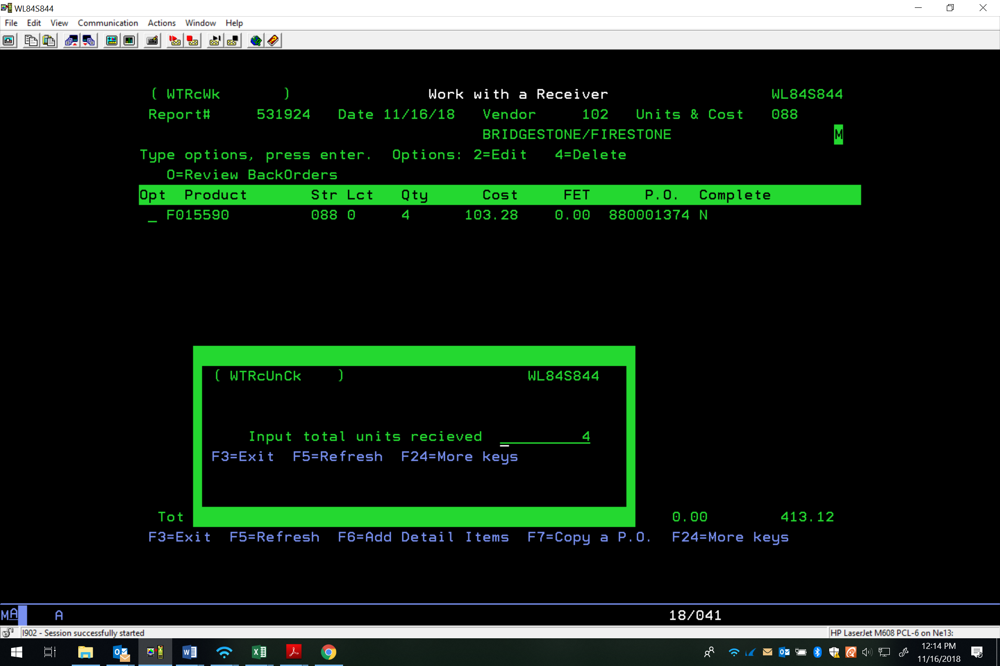 WL84S844
File Edit View Communication Actions Window Help
( WTRcWk ) Work with a Receiver WL84S844
Report# 531924 Date 11/16/18 Vendor 102 Units & Cost 088
BRIDGESTONE/FIRESTONE M
Type options, press enter. Options: 2=Edit 4=Delete
O=Review BackOrders
Opt Product Str Lct Qty Cost FET P.O. Complete
_ F015590 088 0 4 103.28 0.00 880001374 N
( WTRcUnCk ) WL84S844
Input total units recieved 4
F3=Exit F5=Refresh F24=More keys
Tot 0.00 413.12
F3=Exit F5=Refresh F6=Add Detail Items F7=Copy a P.O. F24=More keys
MA A 18/041
I902 - Session successfully started HP LaserJet M608 PCL-6 on Ne13:
12:14 PM
11/16/2018